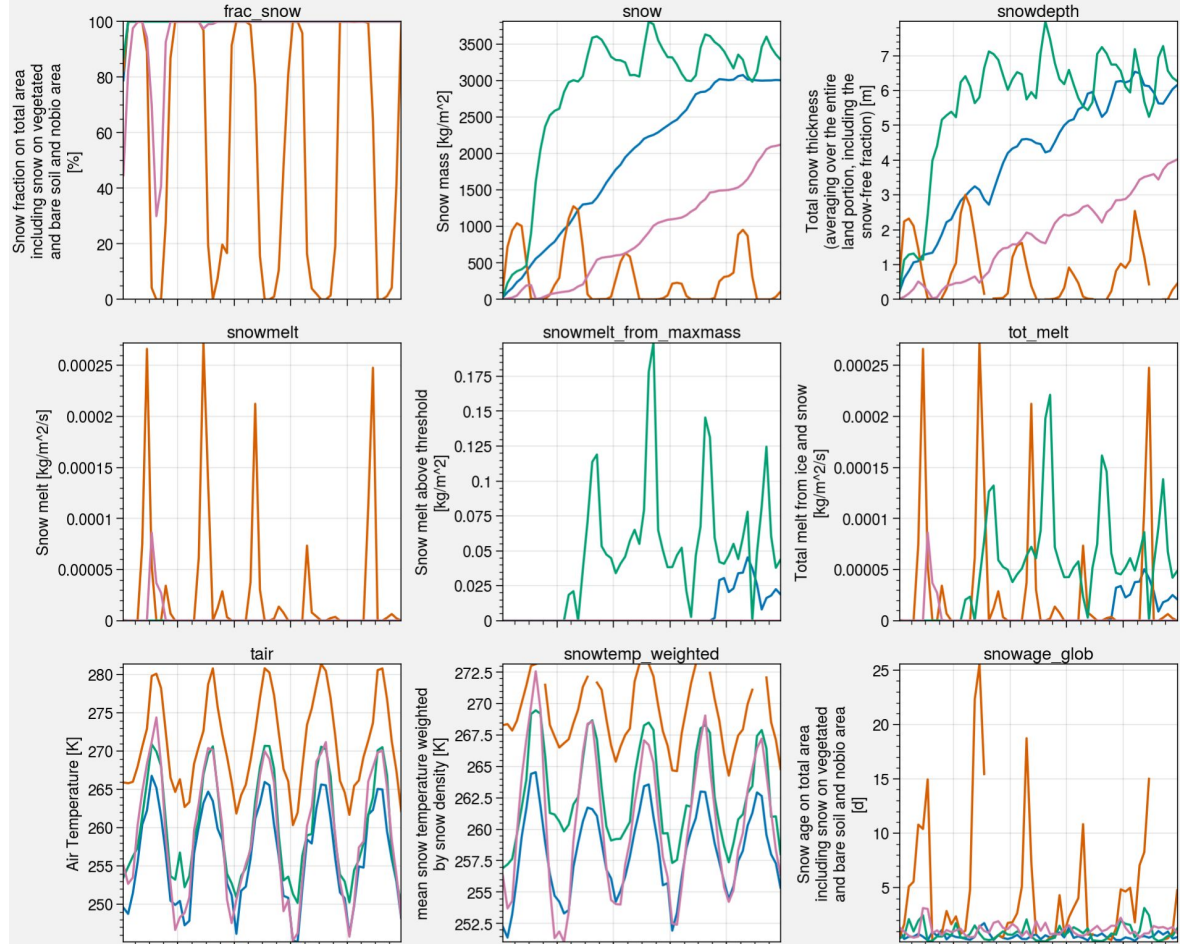 frac_snow
Snow fraction on total area
including snow on vegetated
and bare soil and nobio area
[%]
100
80
60
40
20
0
snow
Snow mass [kg/m^2]
3500
3000
2500
2000
1500
1000
500
0
snowdepth
Total snow thickness
(averaging over the entire
land portion, including the
snow-free fraction) [m]
7
6
5
4
3
2
1
0
snowmelt
Snow melt [kg/m^2/s]
0.00025
0.0002
0.00015
0.0001
0.00005
0
snowmelt_from_maxmass
Snow melt above threshold
[kg/m^2]
0.175
0.15
0.125
0.1
0.075
0.05
0.025
0
tot_melt
Total melt from ice and snow
[kg/m^2/s]
0.00025
0.0002
0.00015
0.0001
0.00005
0
tair
Air Temperature [K]
280
275
270
265
260
255
250
snowtemp_weighted
mean snow temperature weighted
by snow density [K]
272.5
270
267.5
265
262.5
260
257.5
255
252.5
snowage_glob
Snow age on total area
including snow on vegetated
and bare soil and nobio area
[d]
25
20
15
10
5